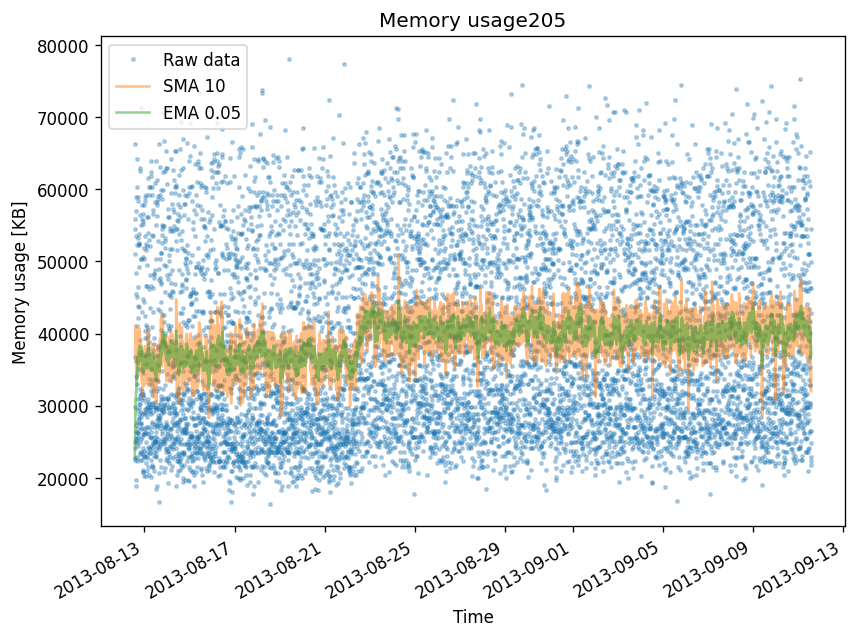 Memory usage205
80000
70000
60000
50000
40000
30000
20000
Memory usage [KB]
Raw data
SMA 10
EMA 0.05
2013-08-13
2013-08-17
2013-08-21
2013-08-25
2013-08-29
2013-09-01
2013-09-05
2013-09-09
2013-09-13
Time